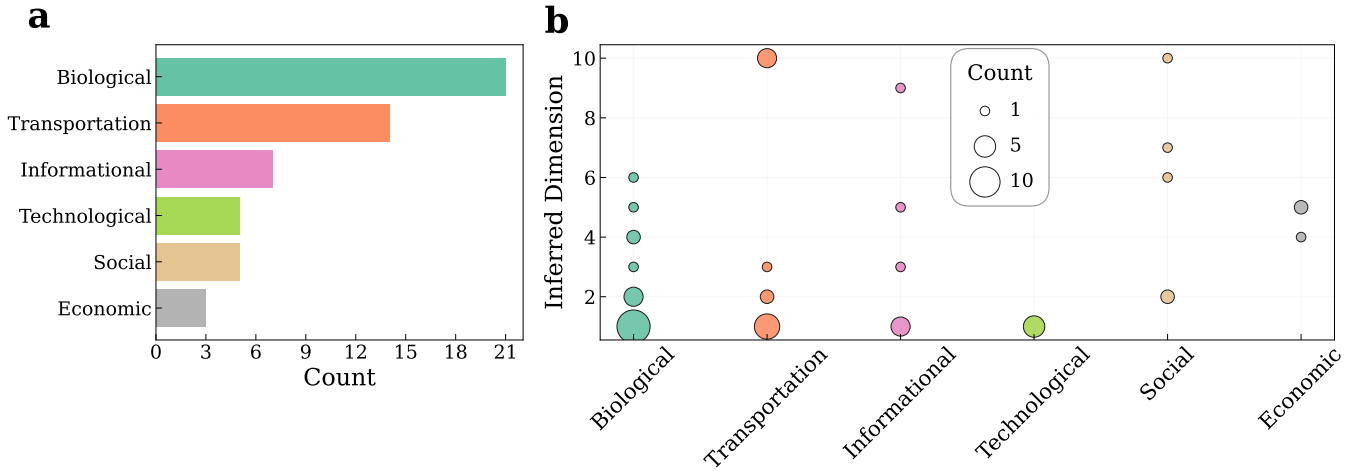 a
Biological
Transportation
Informational
Technological
Social
Economic
0 3 6 9 12 15 18 21
Count
b
Inferred Dimension
10
8
6
4
2
Count
1
5
10
Biological
Transportation
Informational
Technological
Social
Economic